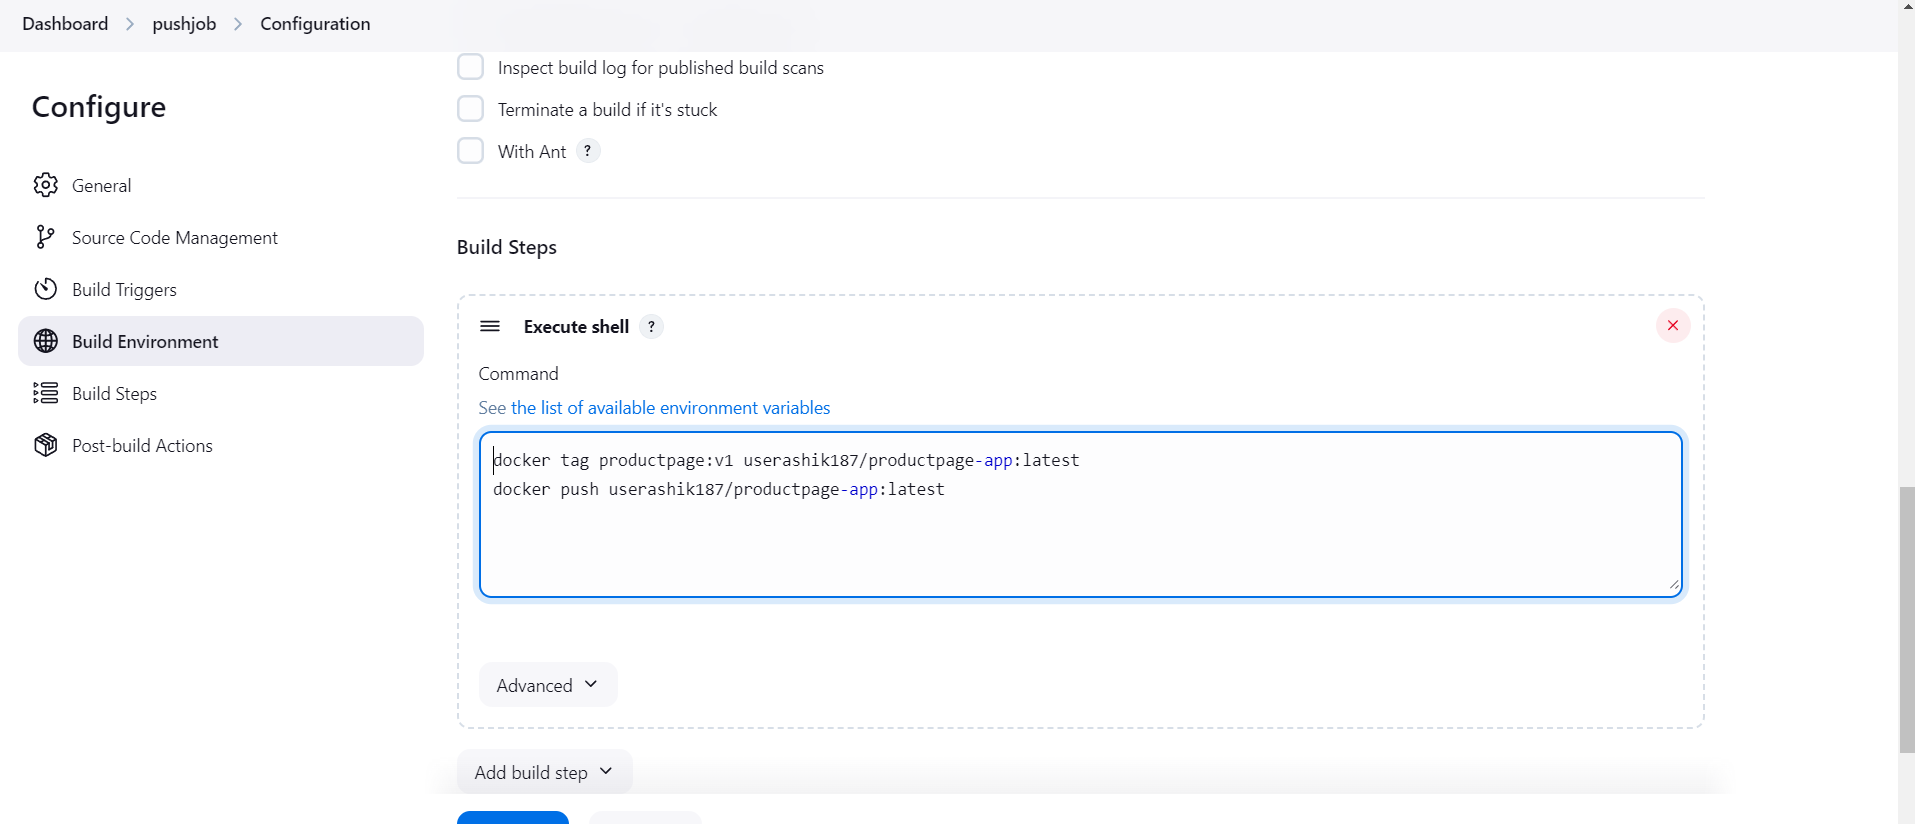 Dashboard > pushjob > Configuration
Configure
General
Source Code Management
Build Triggers
Build Environment
Build Steps
Post-build Actions
Inspect build log for published build scans
Terminate a build if it's stuck
With Ant ?
Build Steps
Execute shell ?
Command
See the list of available environment variables
docker tag productpage:v1 userashik187/productpage-app:latest
docker push userashik187/productpage-app:latest
Advanced
Add build step